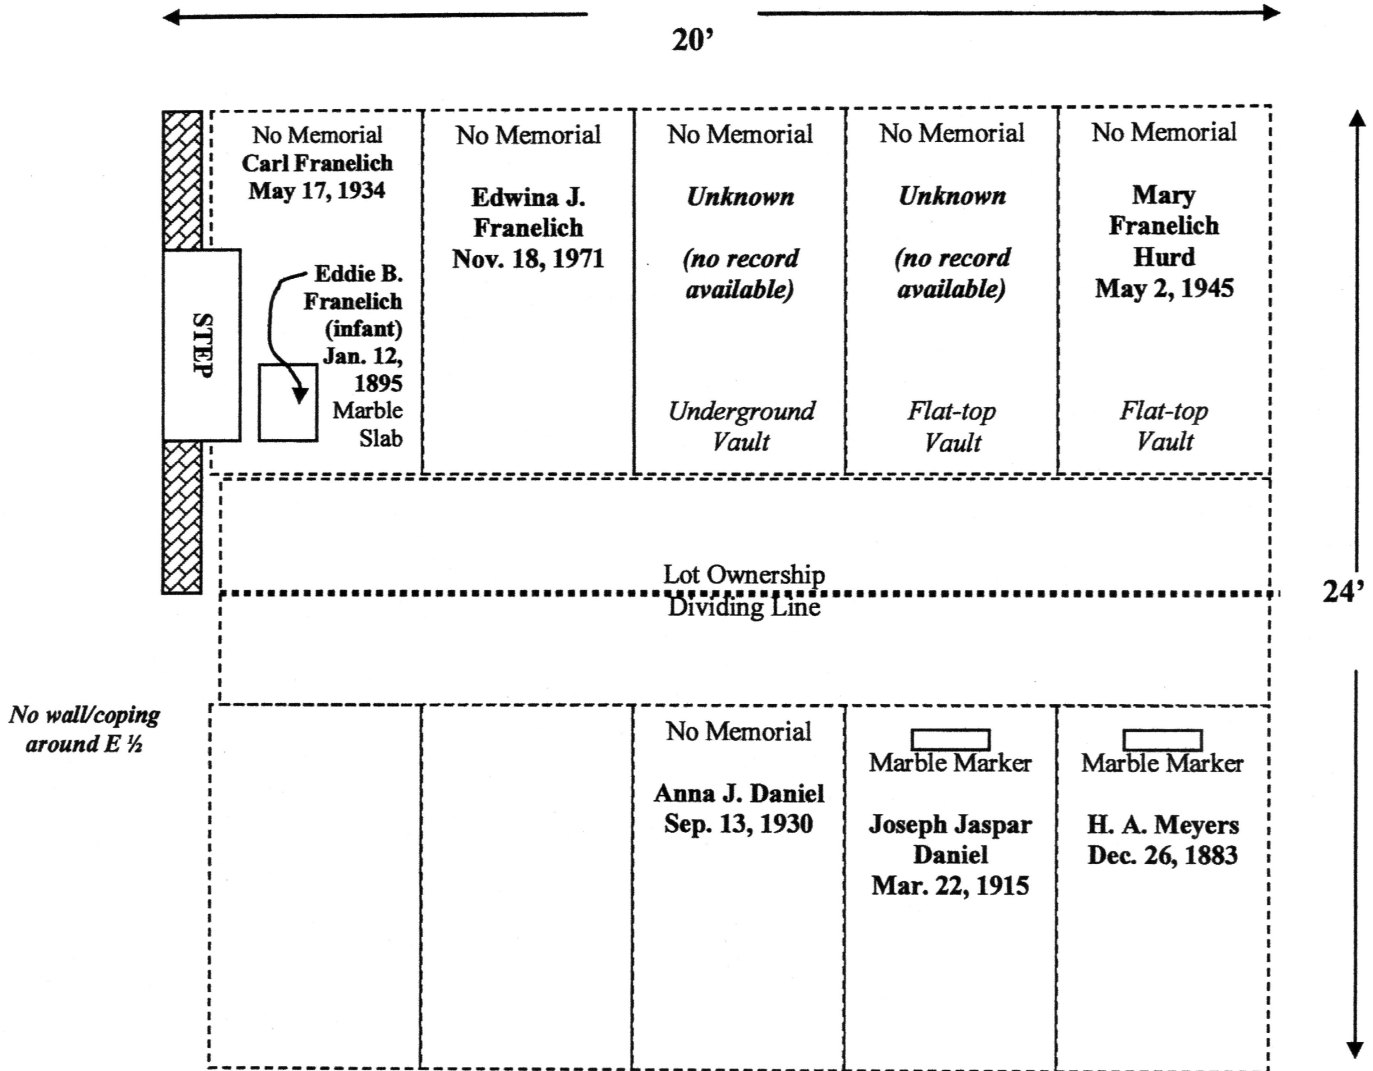 20’
No Memorial
Carl Franelich
May 17, 1934
Eddie B.
Franelich
(infant)
Jan. 12,
1895
Marble
Slab
STEP
No Memorial
Edwina J.
Franelich
Nov. 18, 1971
No Memorial
Unknown
(no record
available)
Underground
Vault
No Memorial
Unknown
(no record
available)
Flat-top
Vault
No Memorial
Mary
Franelich
Hurd
May 2, 1945
Flat-top
Vault
Lot Ownership
Dividing Line
24’
No wall/coping
around E ½
No Memorial
Anna J. Daniel
Sep. 13, 1930
Marble Marker
Joseph Jaspar
Daniel
Mar. 22, 1915
Marble Marker
H. A. Meyers
Dec. 26, 1883